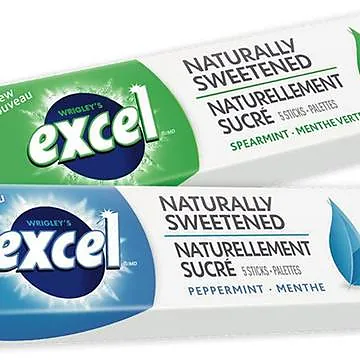 new
nouveau
WRIGLEY'S
excel
®/MD
NATURALLY
SWEETENED
NATURELLEMENT
SUCRÉ 5 STICKS • PALETTES
SPEARMINT • MENTHE VERTE
WRIGLEY'S
excel
®/MD
NATURALLY
SWEETENED
NATURELLEMENT
SUCRÉ 5 STICKS • PALETTES
PEPPERMINT • MENTHE